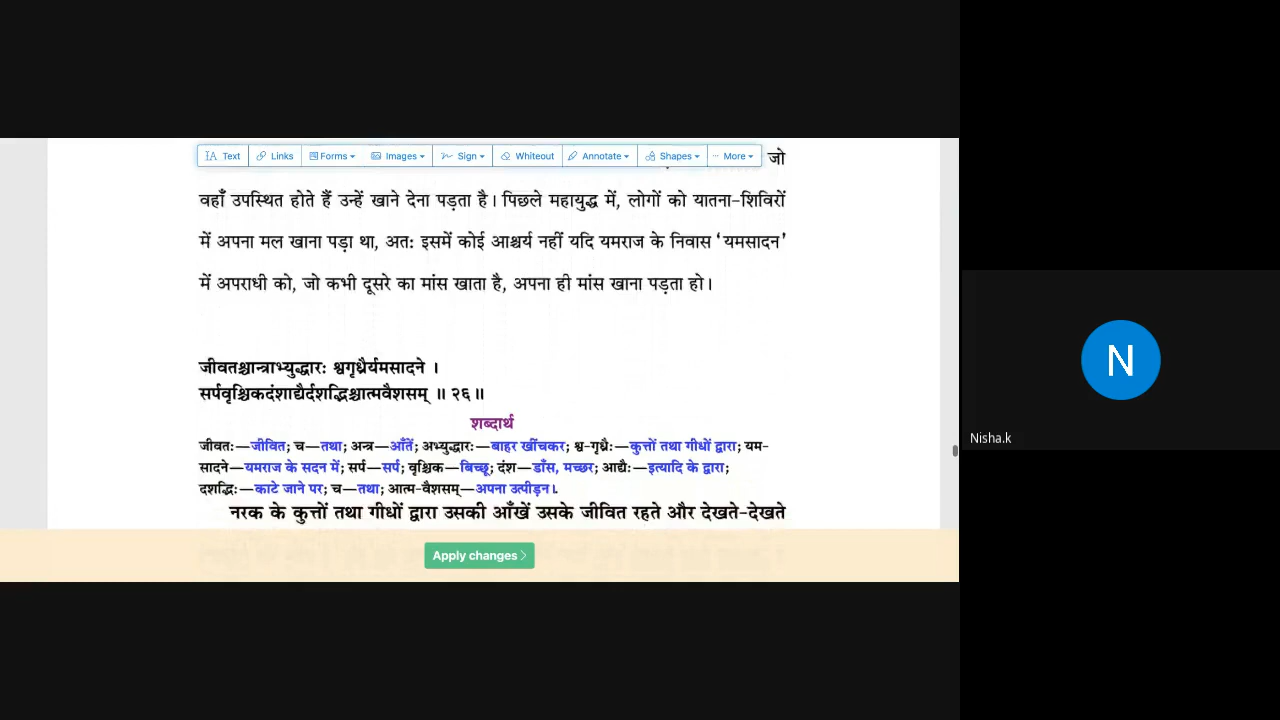 Text Links Forms Images Sign Whiteout Annotate Shapes More जो
वहाँ उपस्थित होते हैं उन्हें खाने देना पड़ता है। पिछले महायुद्ध में, लोगों को यातना-शिविरों
में अपना मल खाना पड़ा था, अत: इसमें कोई आश्चर्य नहीं यदि यमराज के निवास ‘यमसादन’
में अपराधी को, जो कभी दूसरे का मांस खाता है, अपना ही मांस खाना पड़ता हो।
जीवतश्चान्त्राभ्युद्धारः श्वगृध्रैर्यमसादने ।
सर्पवृश्चिकदंशाद्यैर्दशद्भिश्चात्मवैशसम् ॥ २६॥
शब्दार्थ
जीवतः—जीवित; च—तथा; अन्त्र—आँतें; अभ्युद्धारः—बाहर खींचकर; श्व-गृध्रैः—कुत्तों तथा गीधों द्वारा; यम-
सादने—यमराज के सदन में; सर्प—सर्प; वृश्चिक—बिच्छू; दंश—डाँस, मच्छर; आद्यैः—इत्यादि के द्वारा;
दशद्भिः—काटे जाने पर; च—तथा; आत्म-वैशसम्—अपना उत्पीड़न।
नरक के कुत्तों तथा गीधों द्वारा उसकी आँखें उसके जीवित रहते और देखते-देखते
Apply changes
N
Nisha.k